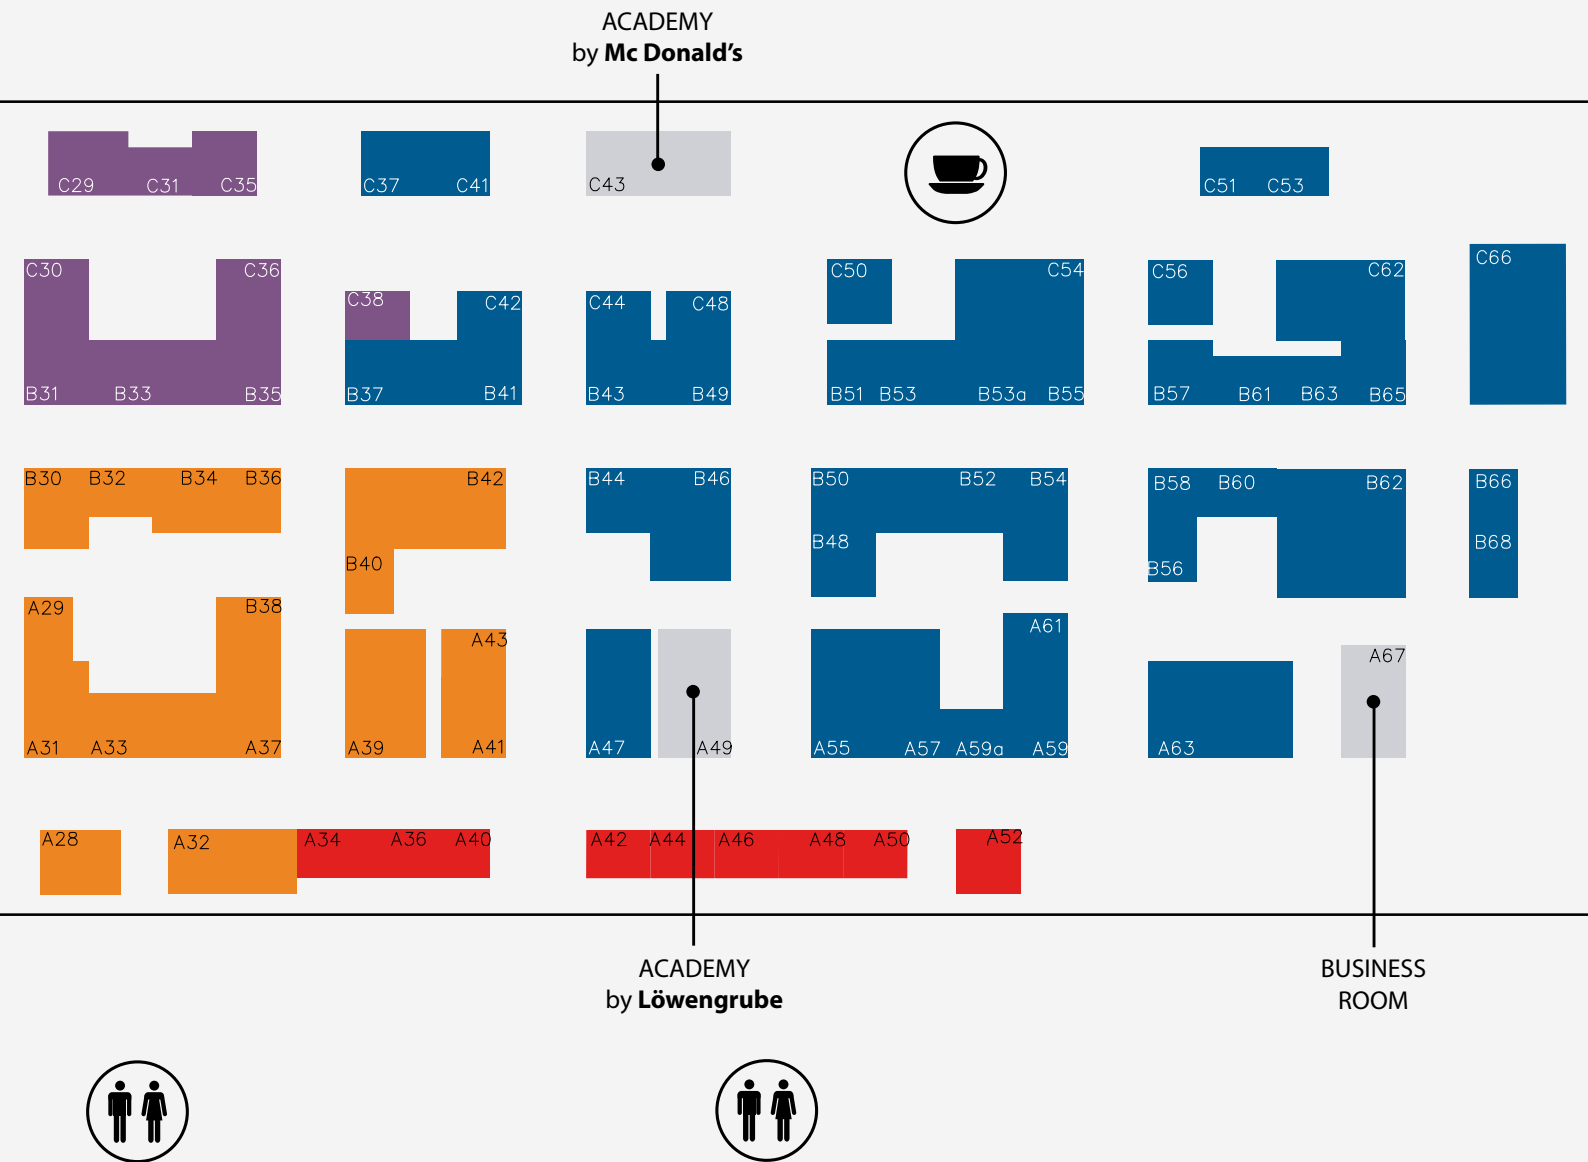 ACADEMY
by Mc Donald's
C29 C31 C35 C37 C41 C43 C51 C53
C30 C36 C38 C42 C44 C48 C50 C54 C56 C62 C66
B31 B33 B35 B37 B41 B43 B49 B51 B53 B53a B55 B57 B61 B63 B65
B30 B32 B34 B36 B42 B44 B46 B50 B52 B54 B58 B60 B62 B66
B40 B48 B56 B68
A29 B38 A43 A61 A67
A31 A33 A37 A39 A41 A47 A49 A55 A57 A59a A59 A63
A28 A32 A34 A36 A40 A42 A44 A46 A48 A50 A52
ACADEMY
by Löwengrube
BUSINESS
ROOM